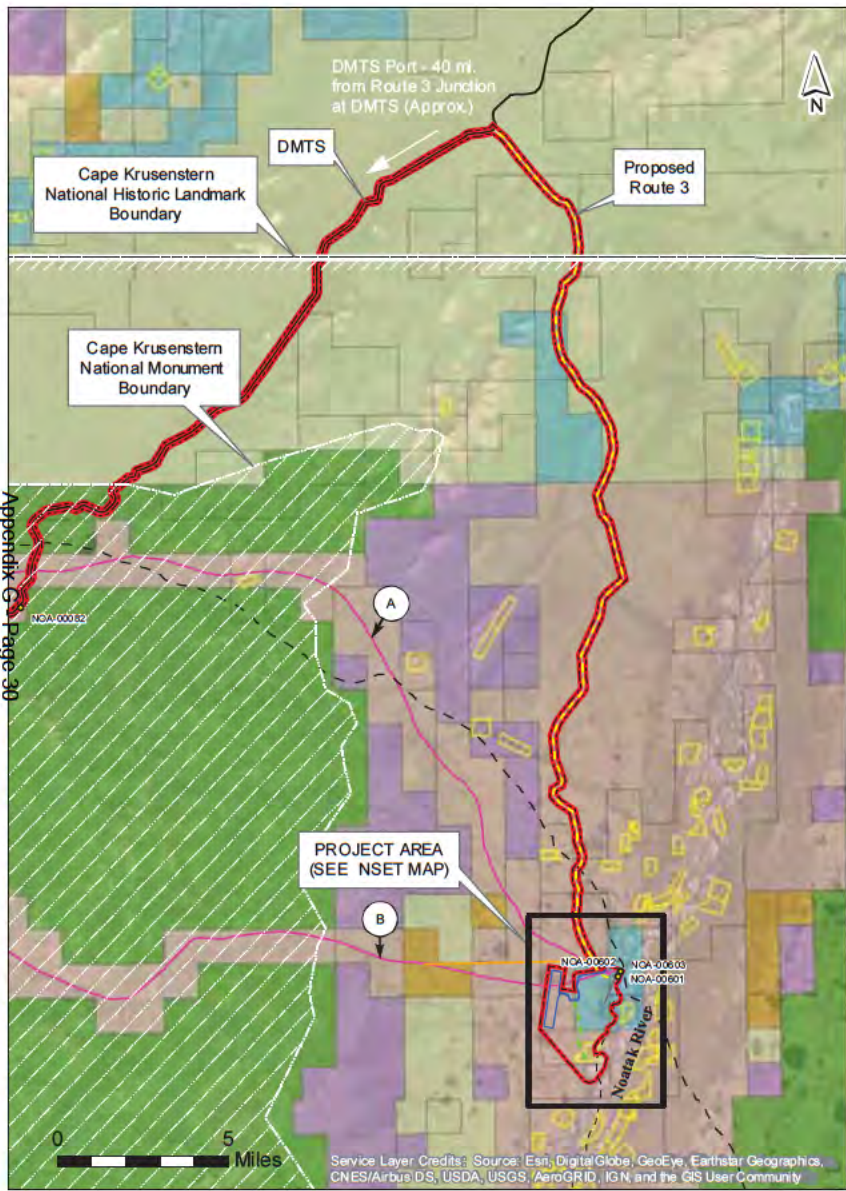 DMTS Port - 40 mi.
from Route 3 Junction
at DMTS (Approx.)
N
DMTS
Cape Krusenstern
National Historic Landmark
Boundary
Proposed
Route 3
Cape Krusenstern
National Monument
Boundary
Appendix G - Page 30
A
NOA-00082
PROJECT AREA
(SEE NSET MAP)
B
NOA-00602
NOA-00603
NOA-00601
Noatak River
0 5
Miles
Service Layer Credits: Source: Esri, DigitalGlobe, GeoEye, Earthstar Geographics,
CNES/Airbus DS, USDA, USGS, AeroGRID, IGN, and the GIS User Community